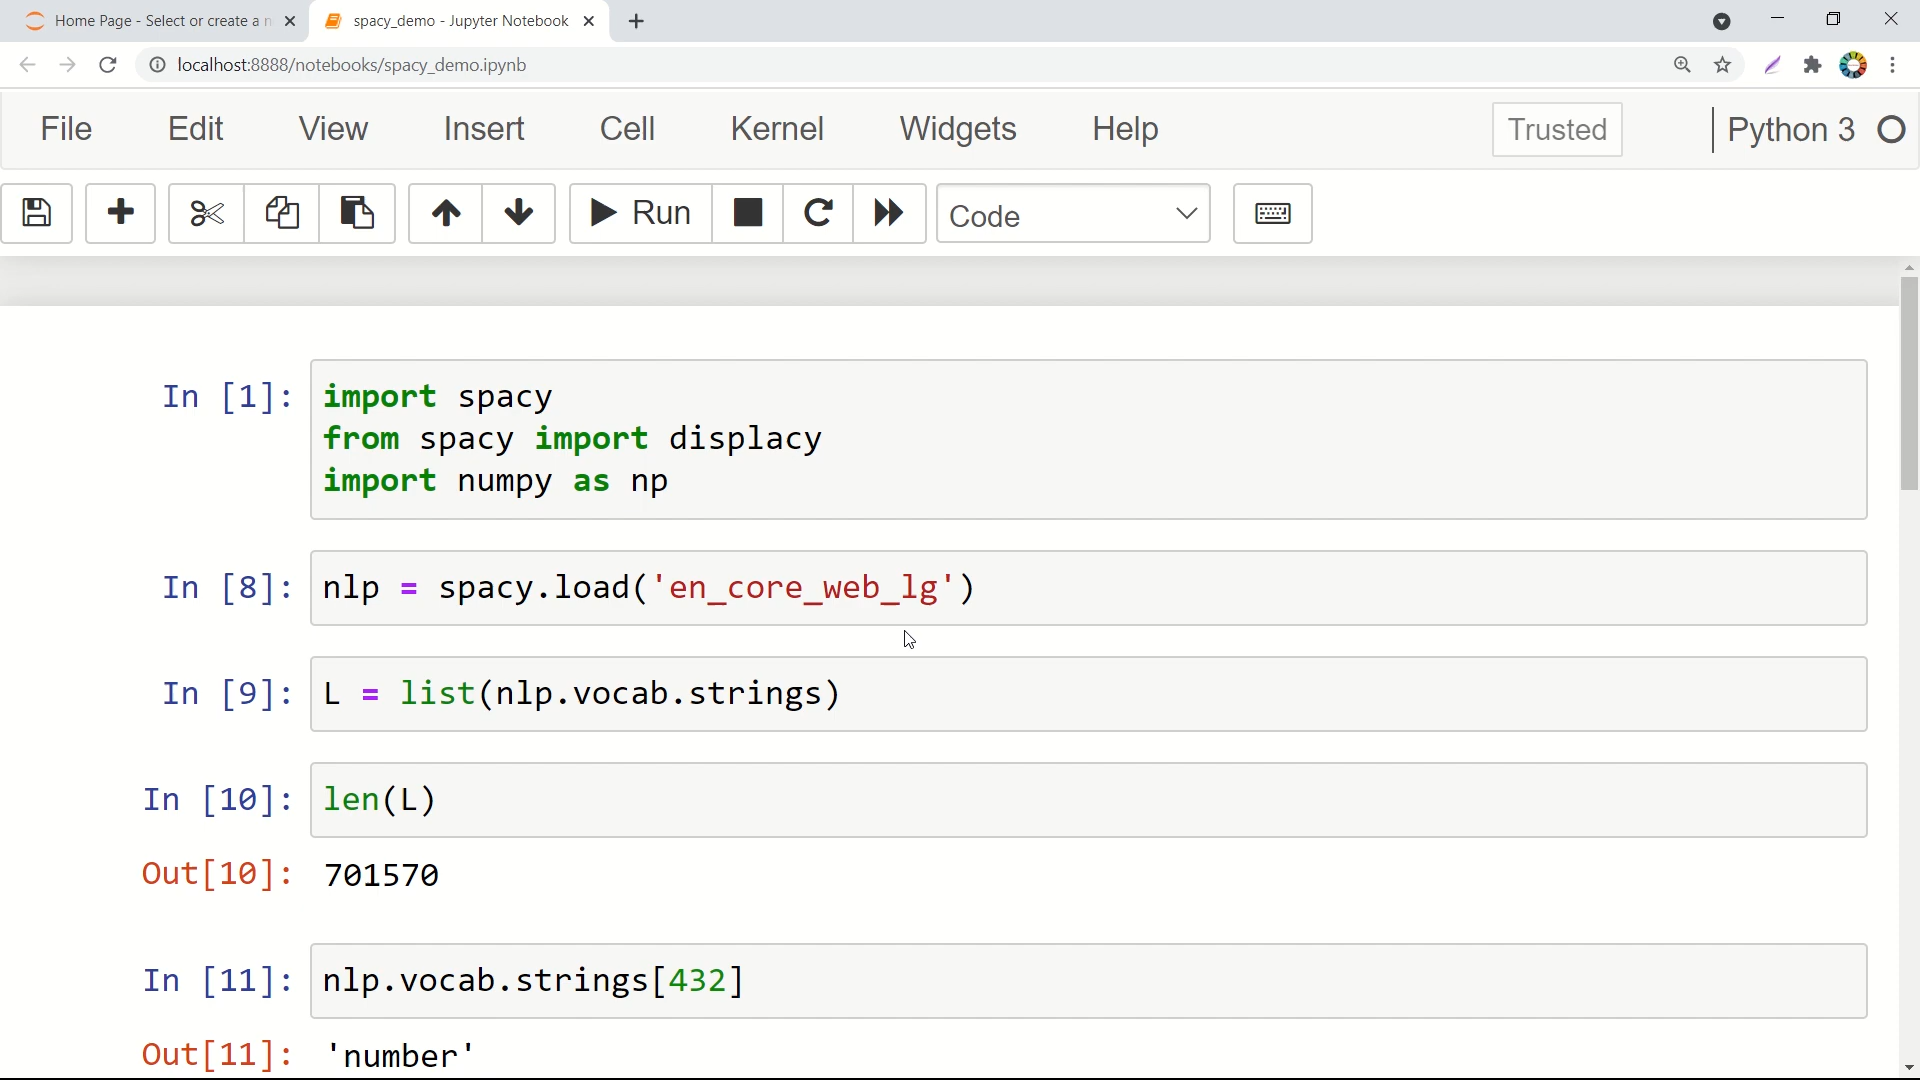 Home Page - Select or create a n
spacy_demo - Jupyter Notebook
localhost:8888/notebooks/spacy_demo.ipynb
File Edit View Insert Cell Kernel Widgets Help Trusted Python 3
Run Code
In [1]: import spacy
from spacy import displacy
import numpy as np
In [8]: nlp = spacy.load('en_core_web_lg')
In [9]: L = list(nlp.vocab.strings)
In [10]: len(L)
Out[10]: 701570
In [11]: nlp.vocab.strings[432]
Out[11]: 'number'